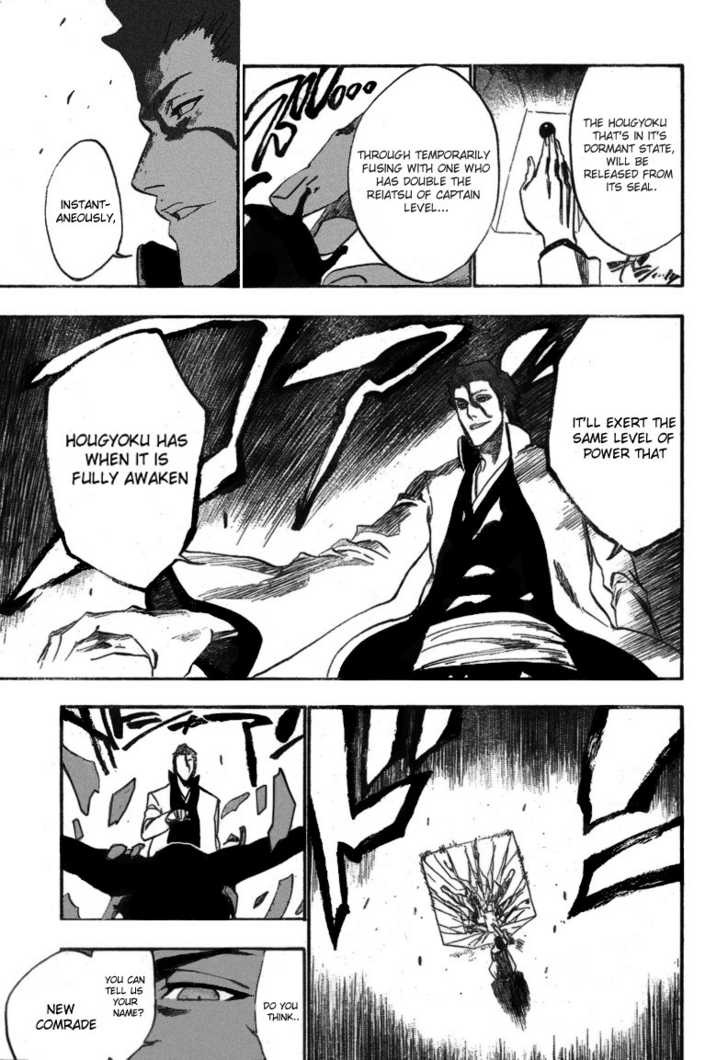 THE HOUGYOKU
THAT'S IN IT'S
DORMANT STATE,
WILL BE
RELEASED FROM
ITS SEAL.
THROUGH TEMPORARILY
FUSING WITH ONE WHO
HAS DOUBLE THE
REIATSU OF CAPTAIN
LEVEL...
INSTANT-
ANEOUSLY,
IT'LL EXERT THE
SAME LEVEL OF
POWER THAT
HOUGYOKU HAS
WHEN IT IS
FULLY AWAKEN
DO YOU
THINK..
YOU CAN
TELL US
YOUR
NAME?
NEW
COMRADE